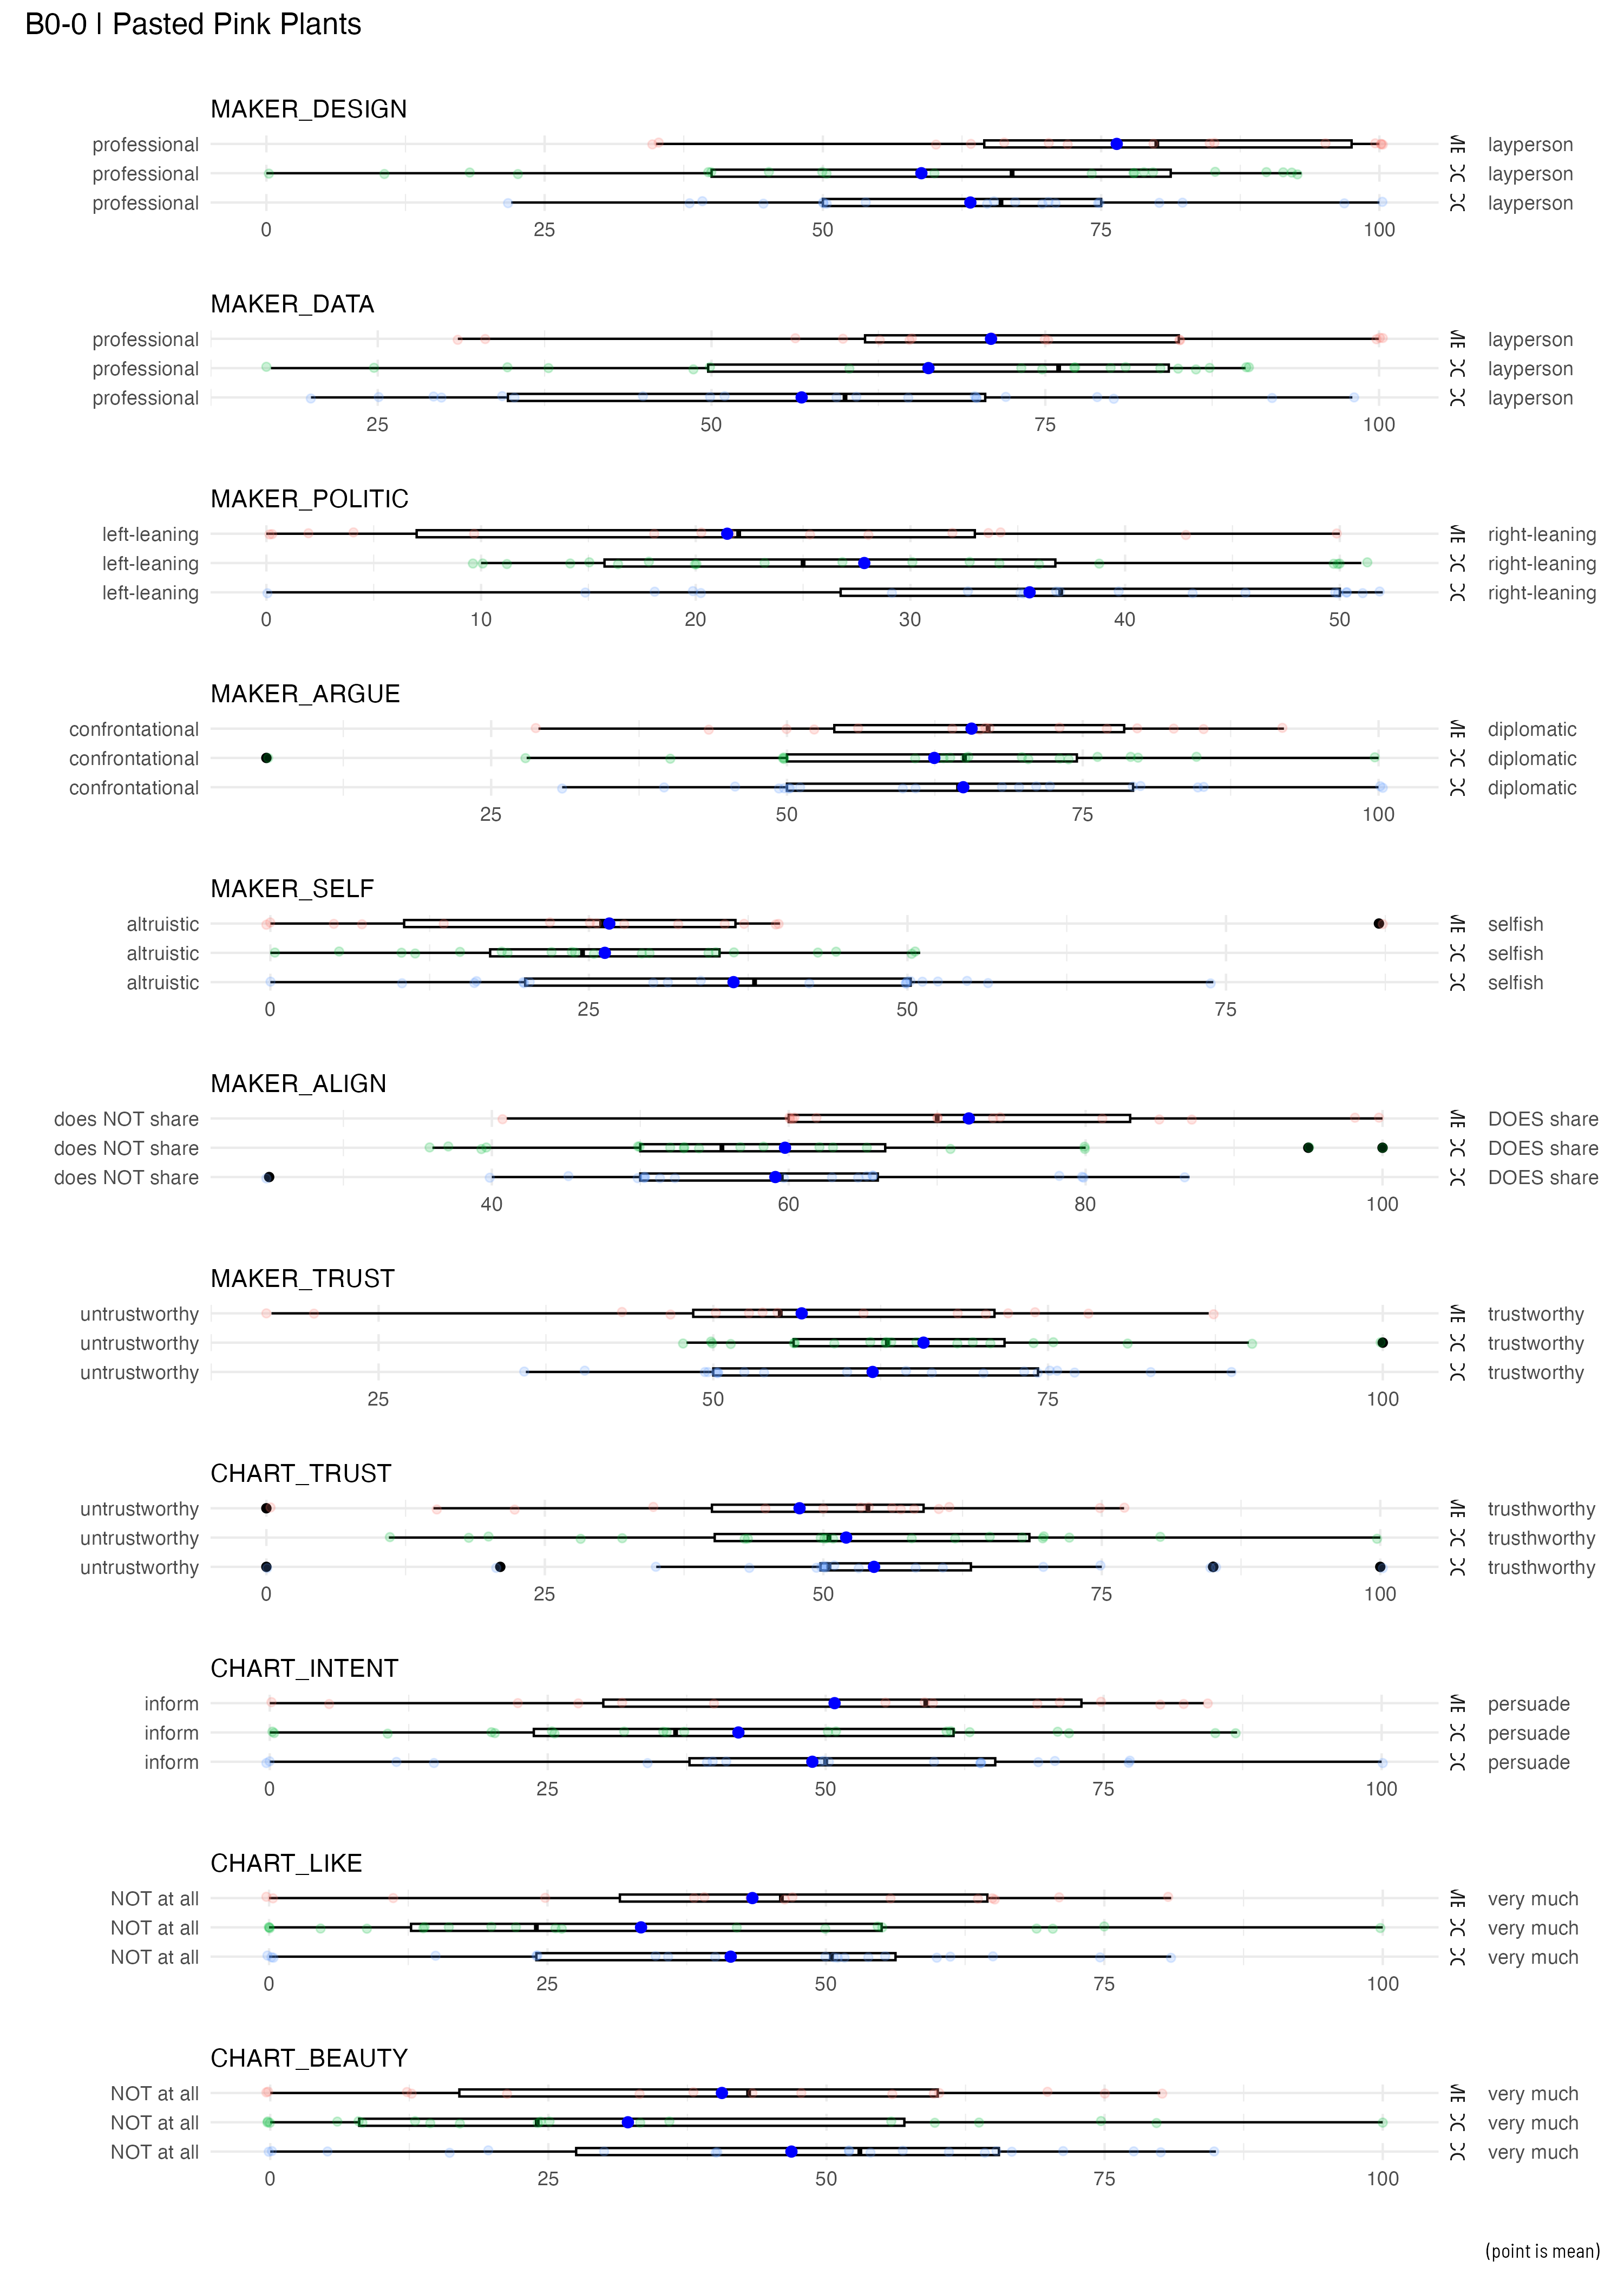 B0-0 | Pasted Pink Plants
MAKER_DESIGN
professional layperson
professional layperson
professional layperson
0 25 50 75 100
MAKER_DATA
professional layperson
professional layperson
professional layperson
25 50 75 100
MAKER_POLITIC
left-leaning right-leaning
left-leaning right-leaning
left-leaning right-leaning
0 10 20 30 40 50
MAKER_ARGUE
confrontational diplomatic
confrontational diplomatic
confrontational diplomatic
25 50 75 100
MAKER_SELF
altruistic selfish
altruistic selfish
altruistic selfish
0 25 50 75
MAKER_ALIGN
does NOT share DOES share
does NOT share DOES share
does NOT share DOES share
40 60 80 100
MAKER_TRUST
untrustworthy trustworthy
untrustworthy trustworthy
untrustworthy trustworthy
25 50 75 100
CHART_TRUST
untrustworthy trusthworthy
untrustworthy trusthworthy
untrustworthy trusthworthy
0 25 50 75 100
CHART_INTENT
inform persuade
inform persuade
inform persuade
0 25 50 75 100
CHART_LIKE
NOT at all very much
NOT at all very much
NOT at all very much
0 25 50 75 100
CHART_BEAUTY
NOT at all very much
NOT at all very much
NOT at all very much
0 25 50 75 100
(point is mean)